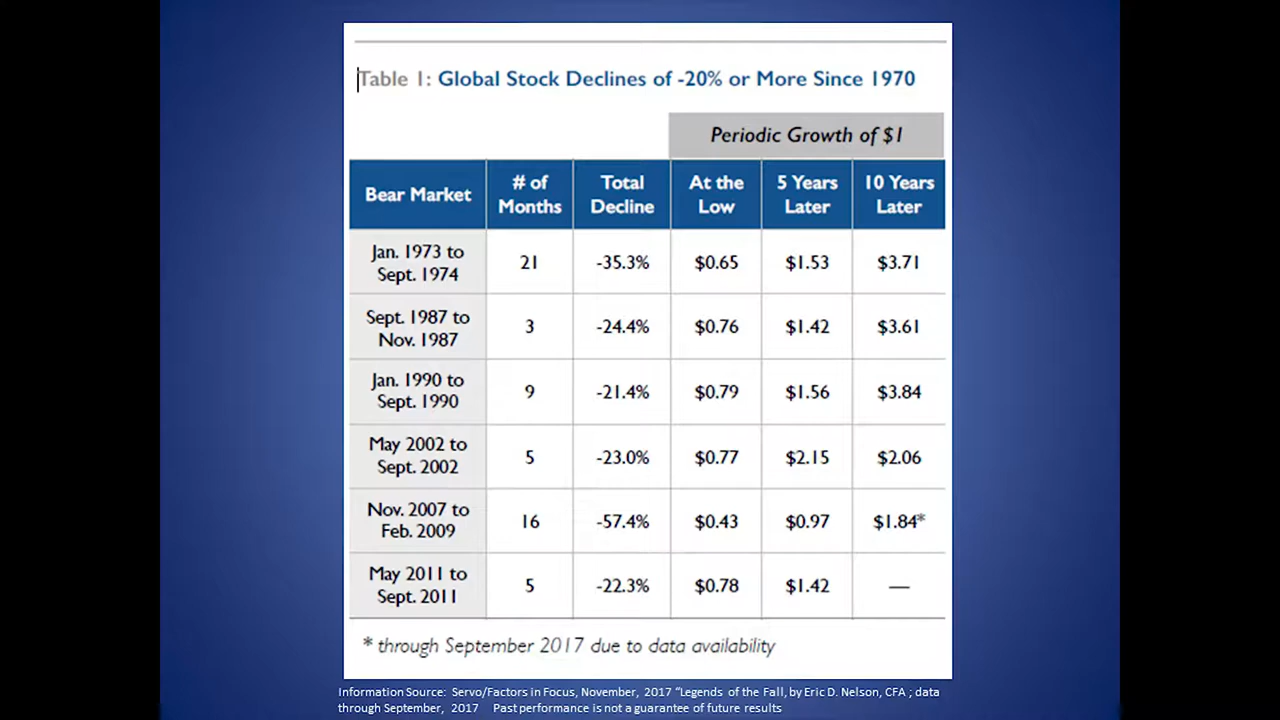 Table 1: Global Stock Declines of -20% or More Since 1970
Periodic Growth of $1
Bear Market # of Months Total Decline At the Low 5 Years Later 10 Years Later
Jan. 1973 to Sept. 1974 21 -35.3% $0.65 $1.53 $3.71
Sept. 1987 to Nov. 1987 3 -24.4% $0.76 $1.42 $3.61
Jan. 1990 to Sept. 1990 9 -21.4% $0.79 $1.56 $3.84
May 2002 to Sept. 2002 5 -23.0% $0.77 $2.15 $2.06
Nov. 2007 to Feb. 2009 16 -57.4% $0.43 $0.97 $1.84*
May 2011 to Sept. 2011 5 -22.3% $0.78 $1.42 —
* through September 2017 due to data availability
Information Source: Servo/Factors in Focus, November, 2017 "Legends of the Fall, by Eric D. Nelson, CFA ; data
through September, 2017 Past performance is not a guarantee of future results